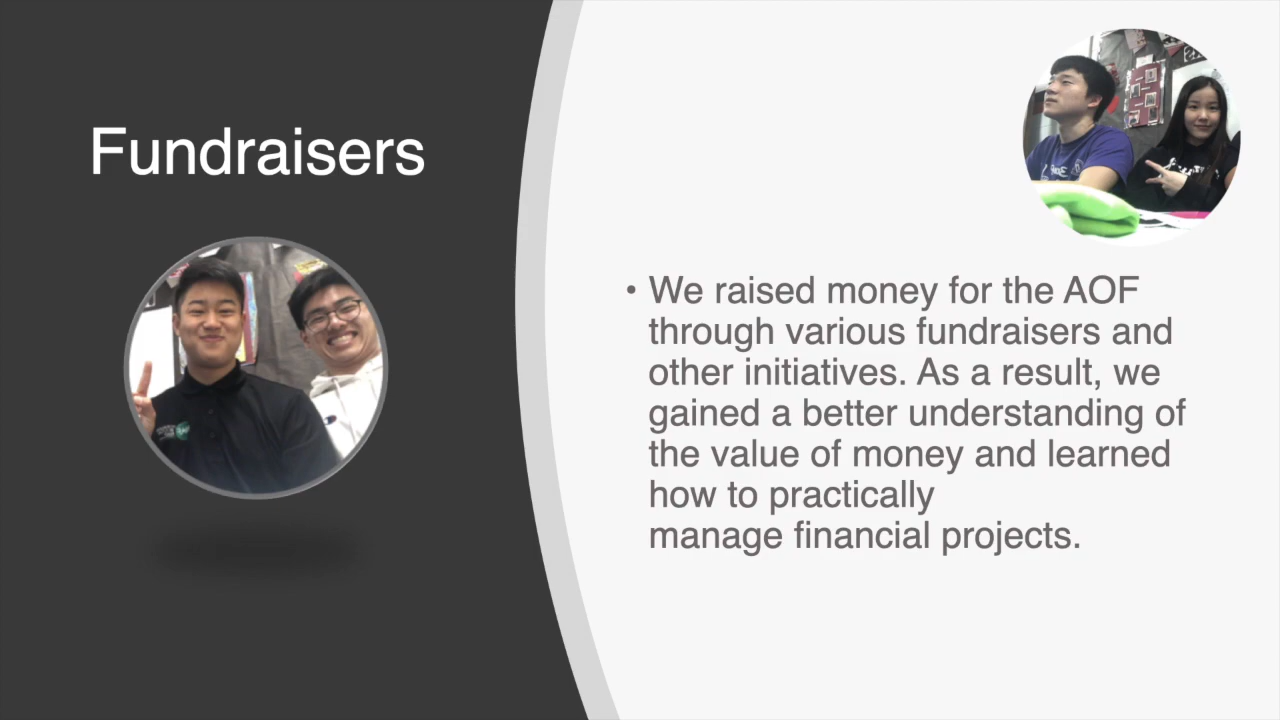 Fundraisers
• We raised money for the AOF
through various fundraisers and
other initiatives. As a result, we
gained a better understanding of
the value of money and learned
how to practically
manage financial projects.